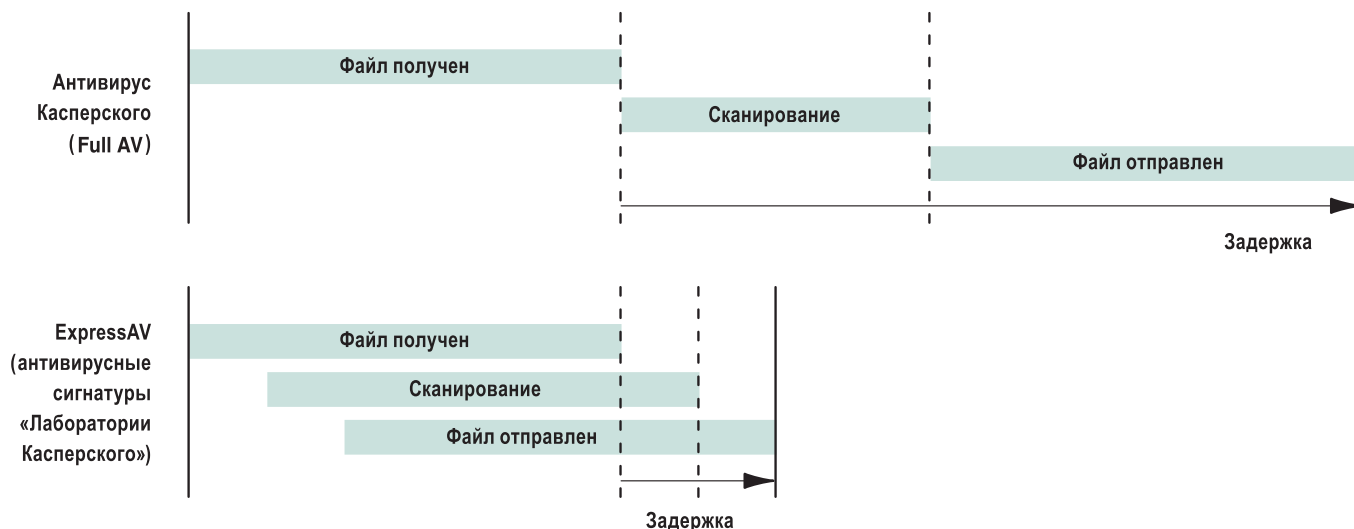 Файл получен
Антивирус
Касперского
(Full AV)
Сканирование
Файл отправлен
Задержка
ExpressAV
(антивирусные
сигнатуры
«Лаборатории
Касперского»)
Файл получен
Сканирование
Файл отправлен
Задержка